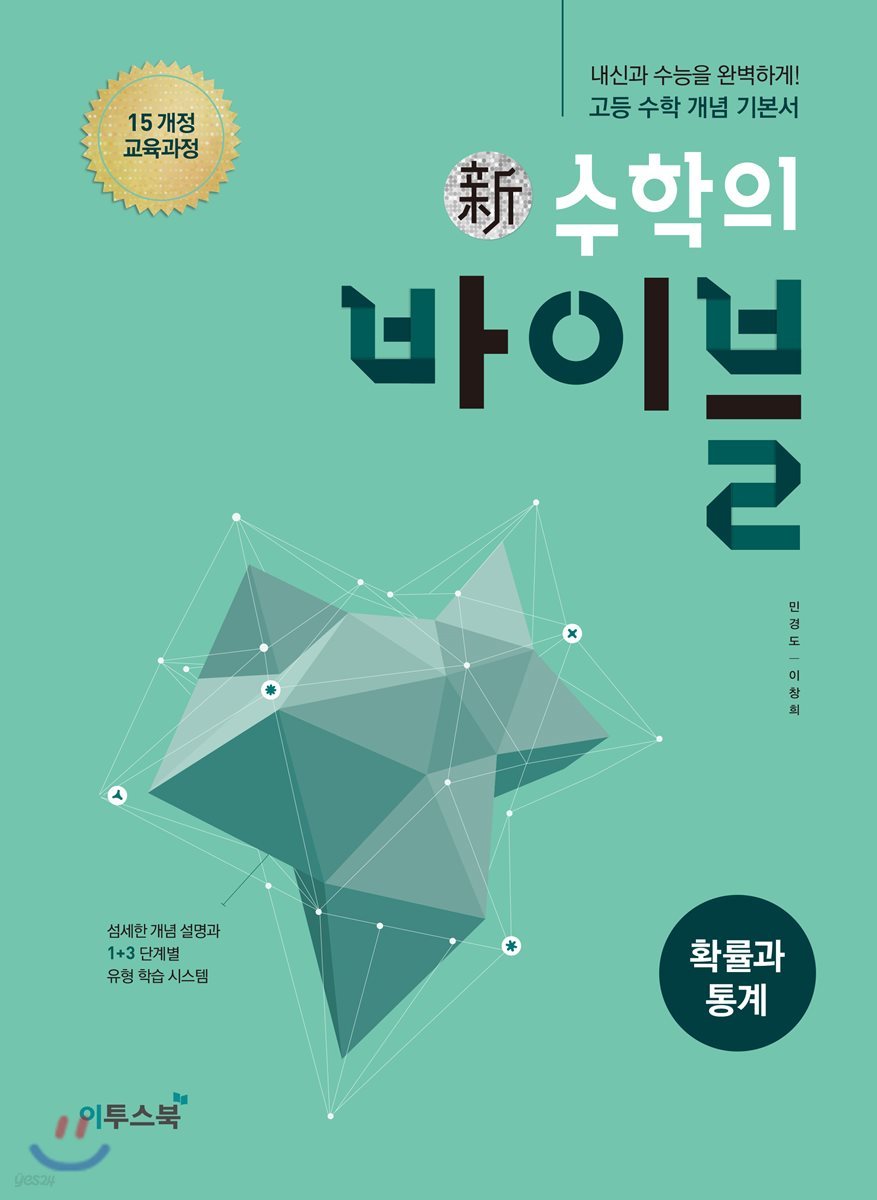 15 개정
교육과정
내신과 수능을 완벽하게!
고등 수학 개념 기본서
新 수학의
바이블
민경도 – 이창희
섬세한 개념 설명과
1+3 단계별
유형 학습 시스템
확률과
통계
이투스북
yes24